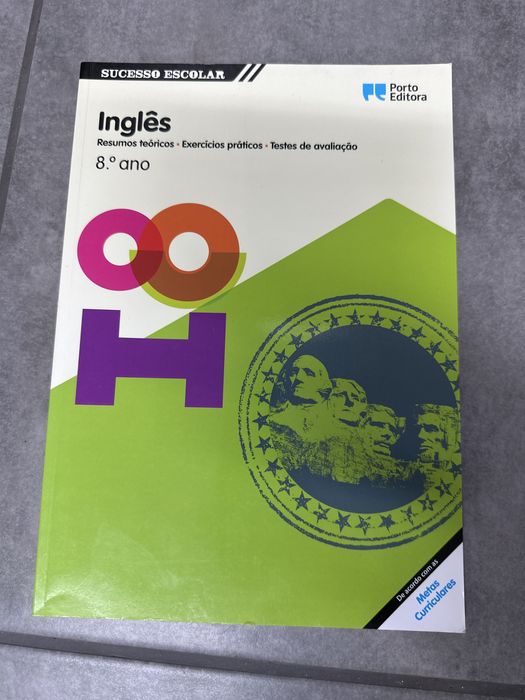 SUCESSO ESCOLAR
Porto
Editora
Inglês
Resumos teóricos • Exercícios práticos • Testes de avaliação
8.º ano
8
I
De acordo com as
Metas
Curriculares